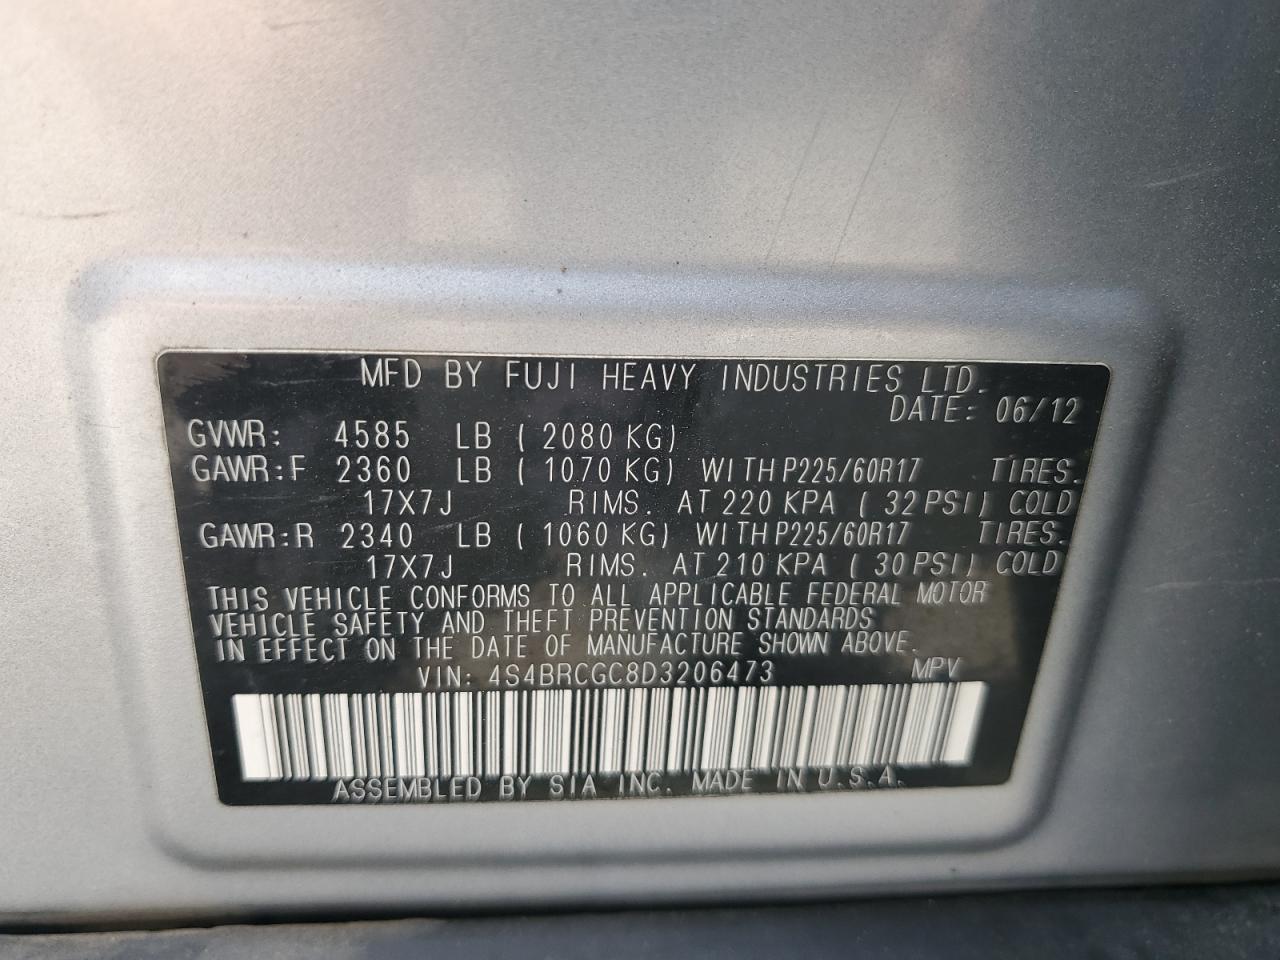 MFD BY FUJI HEAVY INDUSTRIES LTD.
DATE: 06/12
GVWR: 4585 LB ( 2080 KG)
GAWR:F 2360 LB ( 1070 KG) WITH P225/60R17 TIRES.
17X7J RIMS. AT 220 KPA ( 32 PSI) COLD
GAWR:R 2340 LB ( 1060 KG) WITH P225/60R17 TIRES.
17X7J RIMS. AT 210 KPA ( 30 PSI) COLD
THIS VEHICLE CONFORMS TO ALL APPLICABLE FEDERAL MOTOR
VEHICLE SAFETY AND THEFT PREVENTION STANDARDS
IN EFFECT ON THE DATE OF MANUFACTURE SHOWN ABOVE.
VIN: 4S4BRCGC8D3206473 MPV
ASSEMBLED BY SIA INC. MADE IN U.S.A.